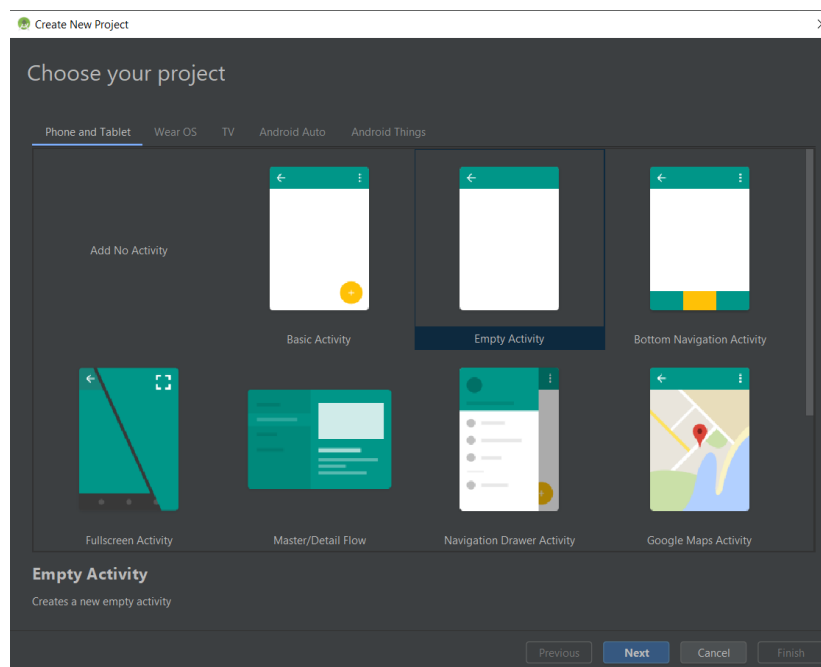 Create New Project
Choose your project
Phone and Tablet Wear OS TV Android Auto Android Things
Add No Activity
Basic Activity
Empty Activity
Bottom Navigation Activity
Fullscreen Activity
Master/Detail Flow
Navigation Drawer Activity
Google Maps Activity
Empty Activity
Creates a new empty activity
Previous Next Cancel Finish